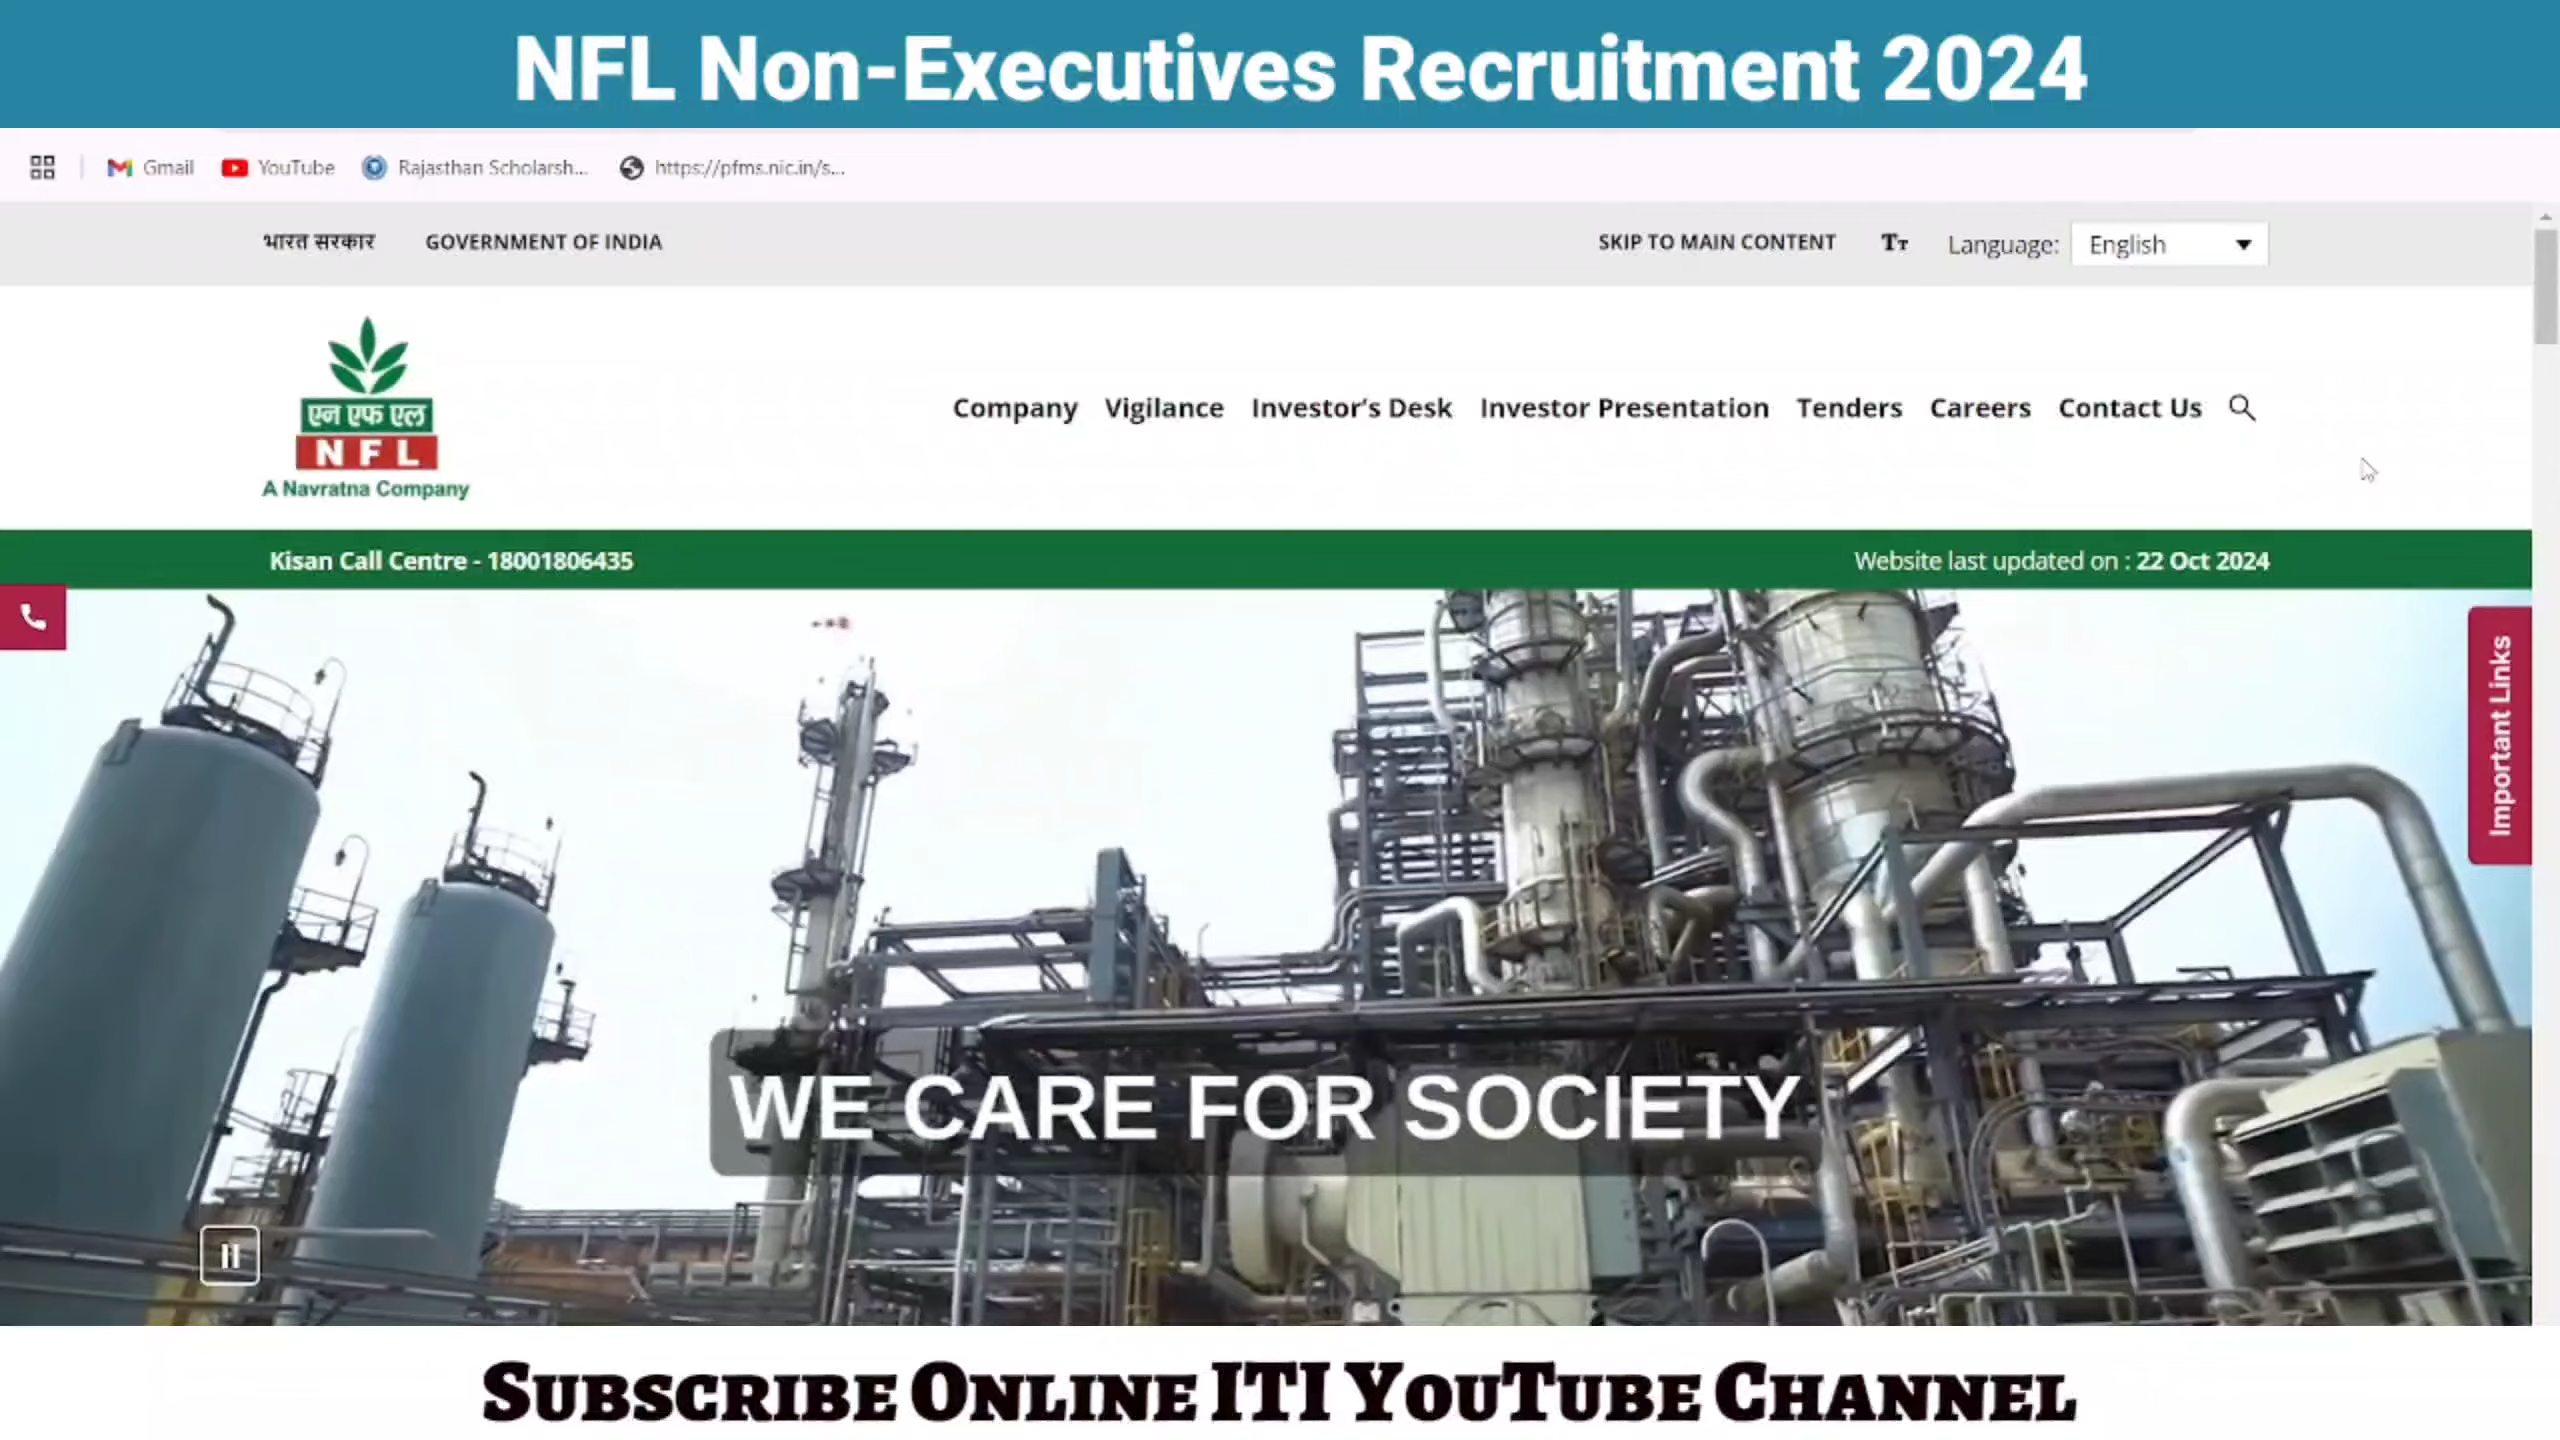 NFL Non-Executives Recruitment 2024
Gmail YouTube Rajasthan Scholarsh... https://pfms.nic.in/s...
भारत सरकार GOVERNMENT OF INDIA SKIP TO MAIN CONTENT TT Language: English
एन एफ एल
NFL
A Navratna Company
Company Vigilance Investor's Desk Investor Presentation Tenders Careers Contact Us
Kisan Call Centre - 18001806435 Website last updated on : 22 Oct 2024
Important Links
WE CARE FOR SOCIETY
SUBSCRIBE ONLINE ITI YOUTUBE CHANNEL